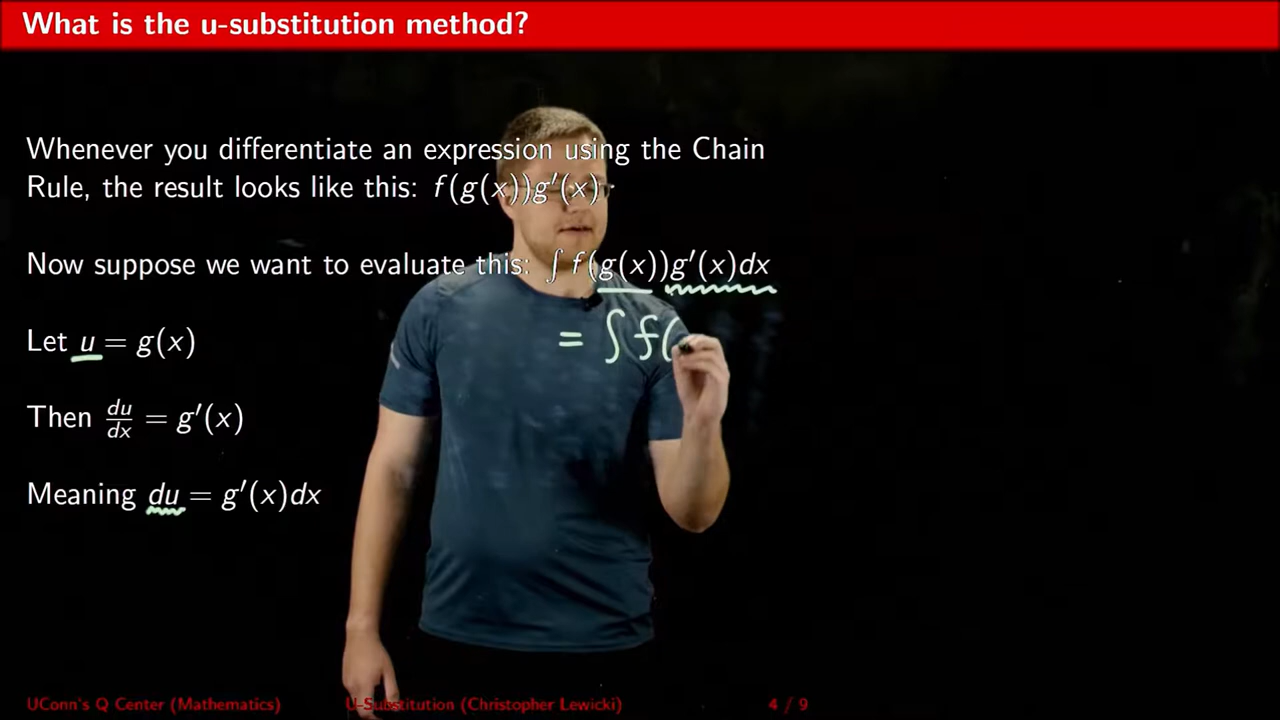 What is the u-substitution method?
Whenever you differentiate an expression using the Chain
Rule, the result looks like this: f(g(x))g′(x).
Now suppose we want to evaluate this: ∫ f(g(x))g′(x)dx
= ∫ f(
Let u = g(x)
Then du/dx = g′(x)
Meaning du = g′(x)dx
UConn's Q Center (Mathematics) U-Substitution (Christopher Lewicki) 4 / 9